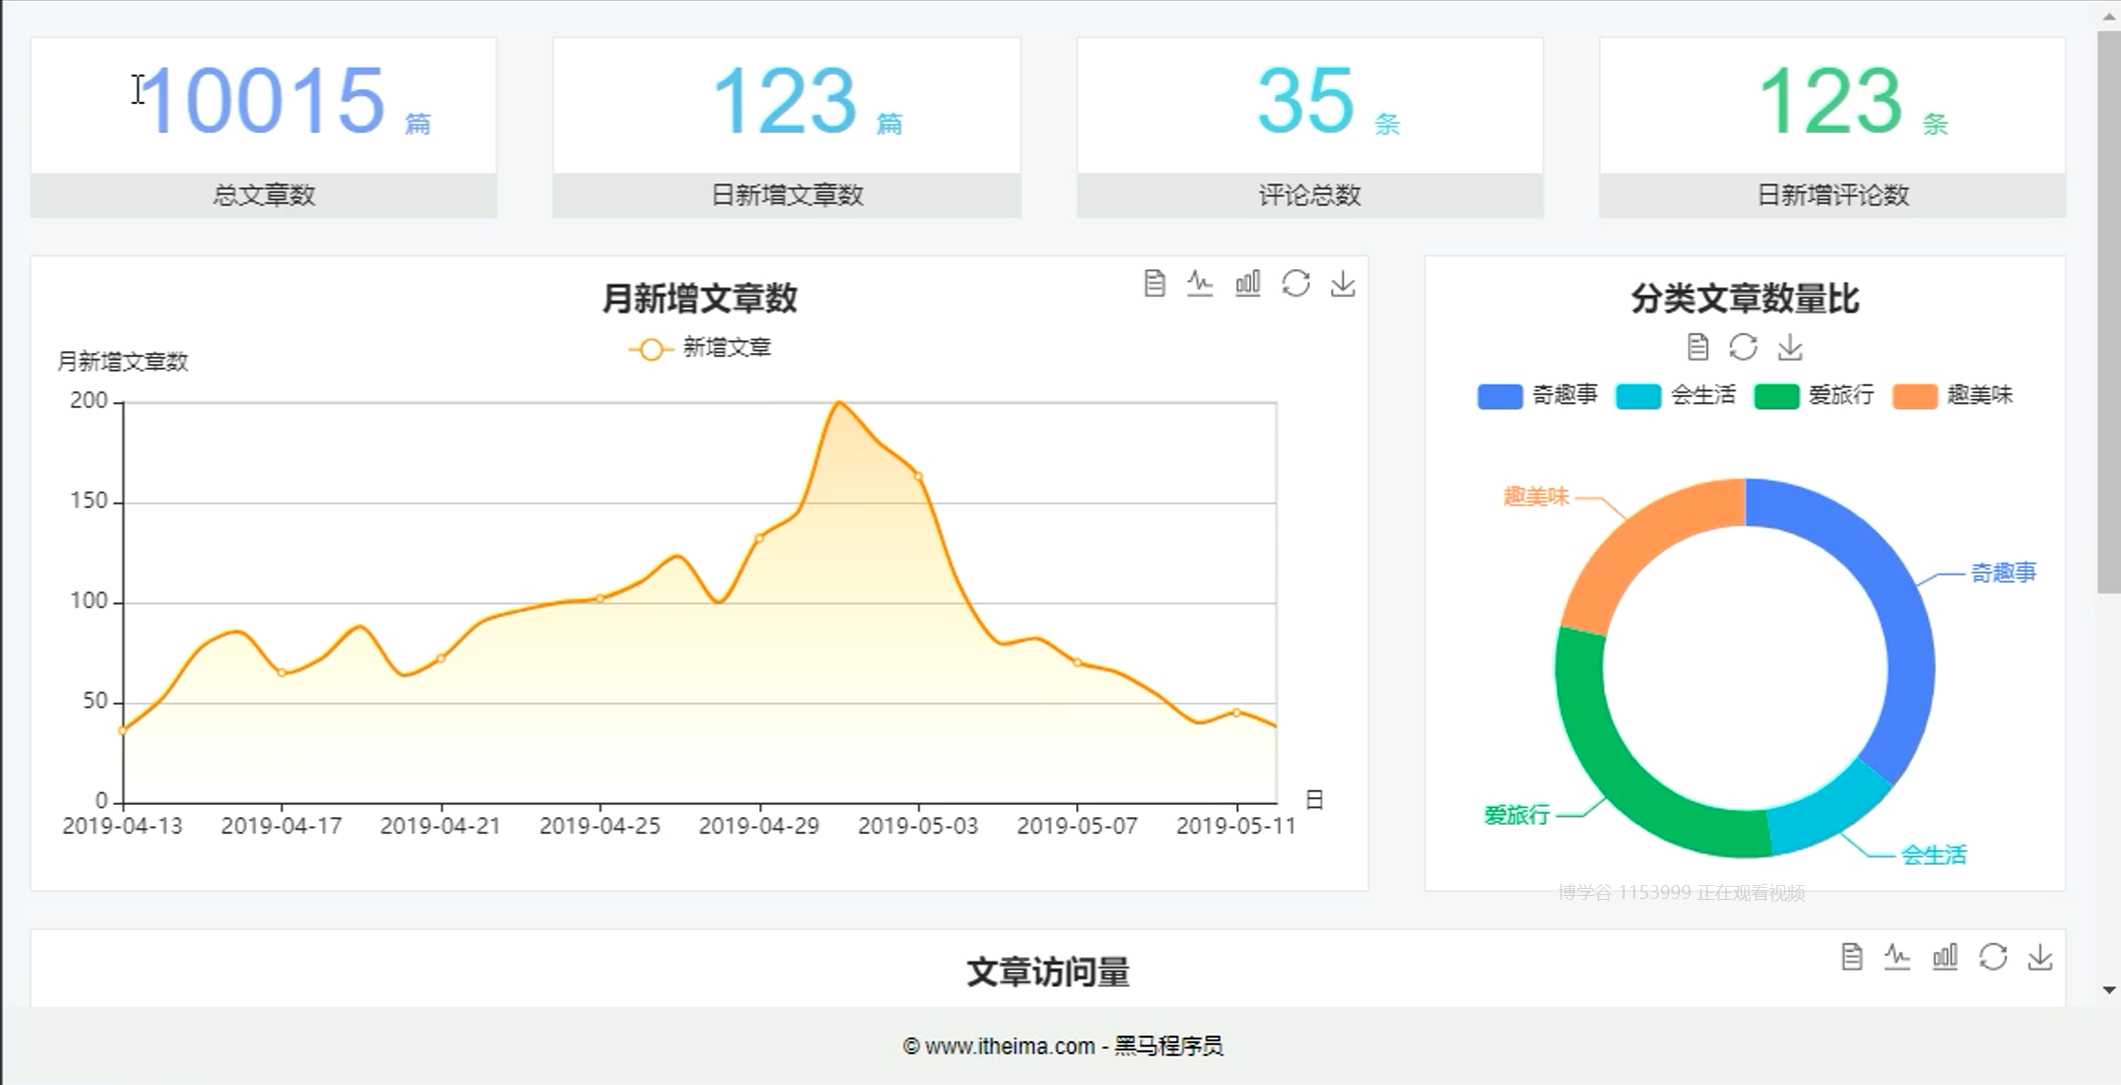 10015 篇
总文章数
123 篇
日新增文章数
35 条
评论总数
123 条
日新增评论数
月新增文章数
新增文章
月新增文章数
200
150
100
50
0
2019-04-13 2019-04-17 2019-04-21 2019-04-25 2019-04-29 2019-05-03 2019-05-07 2019-05-11
日
分类文章数量比
奇趣事 会生活 爱旅行 趣美味
趣美味
奇趣事
爱旅行
会生活
博学谷 1153999 正在观看视频
文章访问量
© www.itheima.com - 黑马程序员